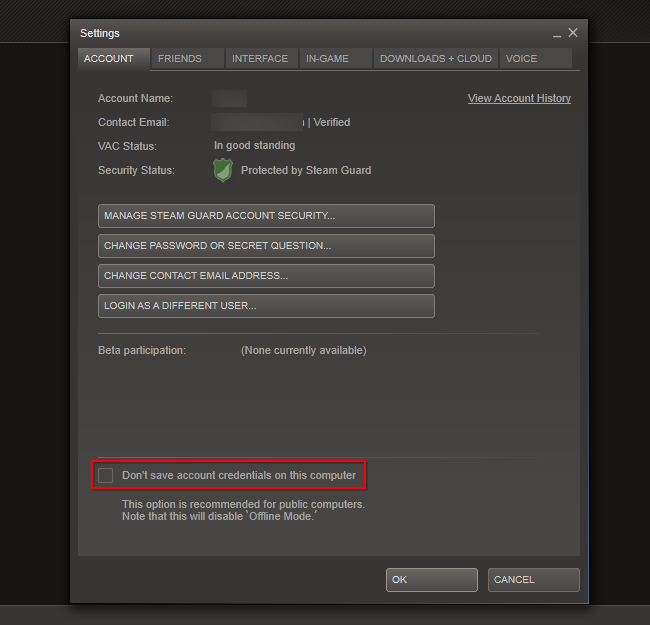 Settings
ACCOUNT FRIENDS INTERFACE IN-GAME DOWNLOADS + CLOUD VOICE
Account Name: View Account History
Contact Email: | Verified
VAC Status: In good standing
Security Status: Protected by Steam Guard
MANAGE STEAM GUARD ACCOUNT SECURITY...
CHANGE PASSWORD OR SECRET QUESTION...
CHANGE CONTACT EMAIL ADDRESS...
LOGIN AS A DIFFERENT USER...
Beta participation: (None currently available)
Don't save account credentials on this computer
This option is recommended for public computers.
Note that this will disable `Offline Mode.´
OK CANCEL